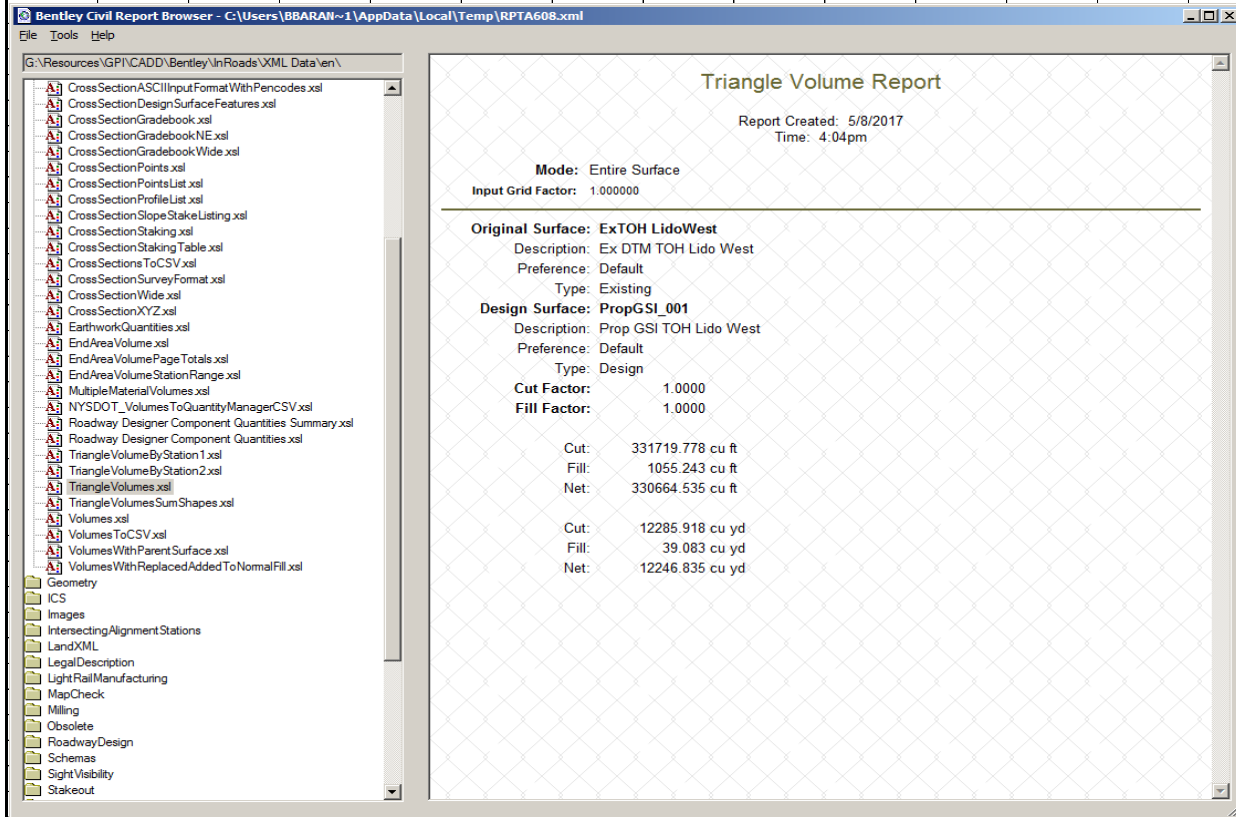 Bentley Civil Report Browser - C:\Users\BBARAN~1\AppData\Local\Temp\RPTA608.xml
File Tools Help
G:\Resources\GPI\CADD\Bentley\InRoads\XML Data\en\
CrossSectionASCIIInputFormatWithPencodes.xsl
CrossSectionDesignSurfaceFeatures.xsl
CrossSectionGradebook.xsl
CrossSectionGradebookNE.xsl
CrossSectionGradebookWide.xsl
CrossSectionPoints.xsl
CrossSectionPointsList.xsl
CrossSectionProfileList.xsl
CrossSectionSlopeStakeListing.xsl
CrossSectionStaking.xsl
CrossSectionStakingTable.xsl
CrossSectionsToCSV.xsl
CrossSectionSurveyFormat.xsl
CrossSectionWide.xsl
CrossSectionXYZ.xsl
EarthworkQuantities.xsl
EndAreaVolume.xsl
EndAreaVolumePageTotals.xsl
EndAreaVolumeStationRange.xsl
MultipleMaterialVolumes.xsl
NYSDOT_VolumesToQuantityManagerCSV.xsl
Roadway Designer Component Quantities Summary.xsl
Roadway Designer Component Quantities.xsl
TriangleVolumeByStation1.xsl
TriangleVolumeByStation2.xsl
TriangleVolumes.xsl
TriangleVolumesSumShapes.xsl
Volumes.xsl
VolumesToCSV.xsl
VolumesWithParentSurface.xsl
VolumesWithReplacedAddedToNormalFill.xsl
Geometry
ICS
Images
IntersectingAlignmentStations
LandXML
LegalDescription
LightRailManufacturing
MapCheck
Milling
Obsolete
RoadwayDesign
Schemas
SightVisibility
Stakeout
Triangle Volume Report
Report Created: 5/8/2017
Time: 4:04pm
Mode: Entire Surface
Input Grid Factor: 1.000000
Original Surface: ExTOH LidoWest
Description: Ex DTM TOH Lido West
Preference: Default
Type: Existing
Design Surface: PropGSI_001
Description: Prop GSI TOH Lido West
Preference: Default
Type: Design
Cut Factor: 1.0000
Fill Factor: 1.0000
Cut: 331719.778 cu ft
Fill: 1055.243 cu ft
Net: 330664.535 cu ft
Cut: 12285.918 cu yd
Fill: 39.083 cu yd
Net: 12246.835 cu yd